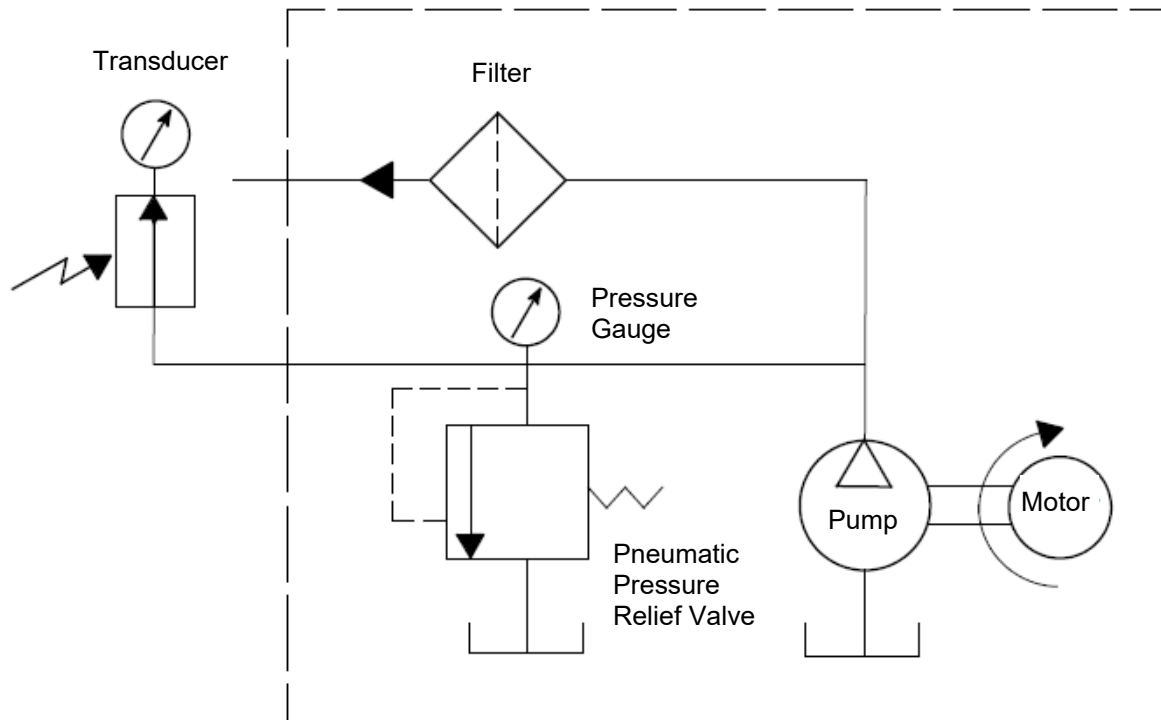 Transducer
Filter
Pressure
Gauge
Pump
Motor
Pneumatic
Pressure
Relief Valve